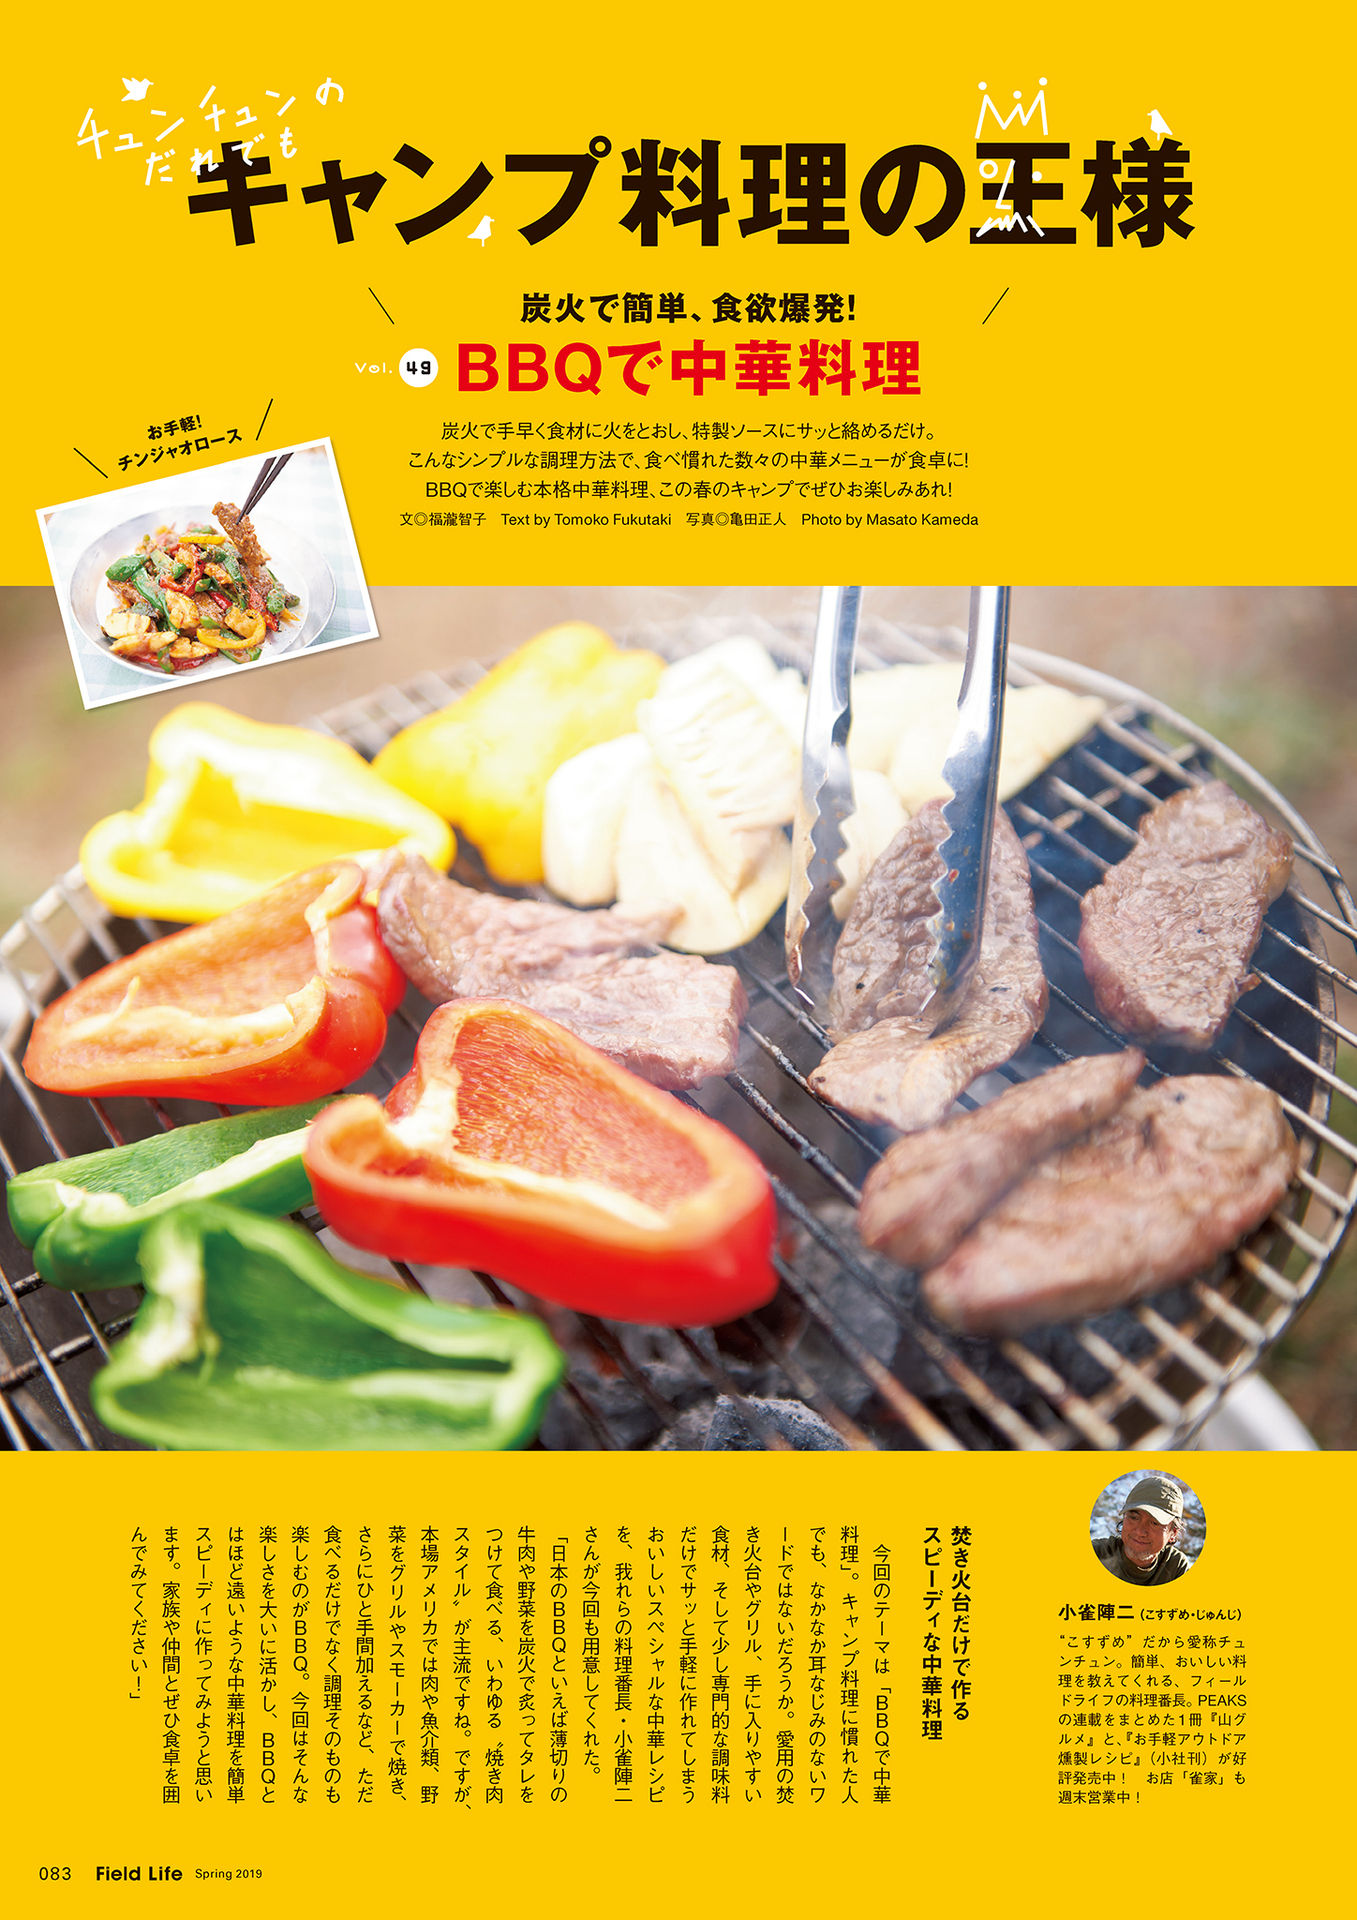 チュンチュンの
だれでも
キャンプ料理の王様
炭火で簡単、食欲爆発!
Vol. 49 BBQで中華料理
お手軽!
チンジャオロース
炭火で手早く食材に火をとおし、特製ソースにサッと絡めるだけ。
こんなシンプルな調理方法で、食べ慣れた数々の中華メニューが食卓に!
BBQで楽しむ本格中華料理、この春のキャンプでぜひお楽しみあれ!
文◎福瀧智子 Text by Tomoko Fukutaki 写真◎亀田正人 Photo by Masato Kameda
焚き火台だけで作る
スピーディな中華料理
今回のテーマは「BBQで中華
料理」。キャンプ料理に慣れた人
でも、なかなか耳なじみのないワ
ードではないだろうか。愛用の焚
き火台やグリル、手に入りやすい
食材、そして少し専門的な調味料
だけでサッと手軽に作れてしまう
おいしいスペシャルな中華レシピ
を、我れらの料理番長・小雀陣二
さんが今回も用意してくれた。
「日本のBBQといえば薄切りの
牛肉や野菜を炭火で炙ってタレを
つけて食べる、いわゆる〝焼き肉
スタイル〟が主流ですね。ですが、
本場アメリカでは肉や魚介類、野
菜をグリルやスモーカーで焼き、
さらにひと手間加えるなど、ただ
食べるだけでなく調理そのものも
楽しむのがBBQ。今回はそんな
楽しさを大いに活かし、BBQと
はほど遠いような中華料理を簡単
スピーディに作ってみようと思い
ます。家族や仲間とぜひ食卓を囲
んでみてください!」
小雀陣二(こすずめ・じゅんじ)
“こすずめ”だから愛称チュ
ンチュン。簡単、おいしい料
理を教えてくれる、フィール
ドライフの料理番長。PEAKS
の連載をまとめた1冊『山グ
ルメ』と、『お手軽アウトドア
燻製レシピ』(小社刊)が好
評発売中! お店「雀家」も
週末営業中!
083 Field Life Spring 2019